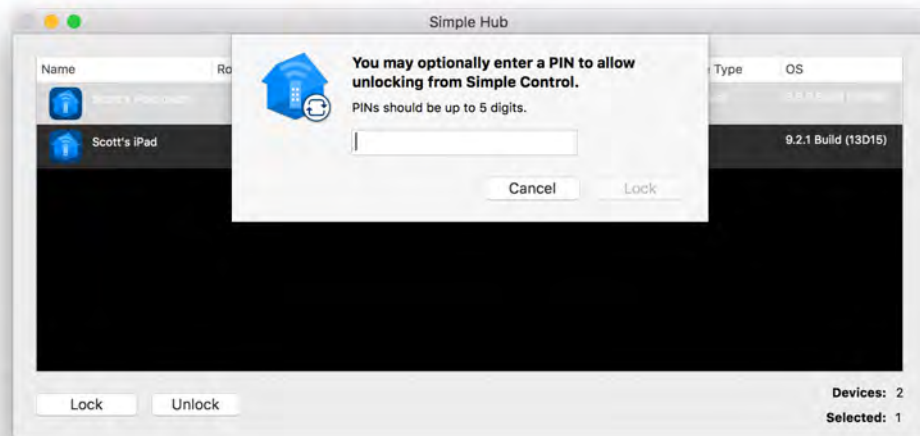 Simple Hub
Name
Type
OS
You may optionally enter a PIN to allow
unlocking from Simple Control.
PINs should be up to 5 digits.
Cancel
Lock
Scott's iPad
9.2.1 Build (13D15)
Lock
Unlock
Devices: 2
Selected: 1